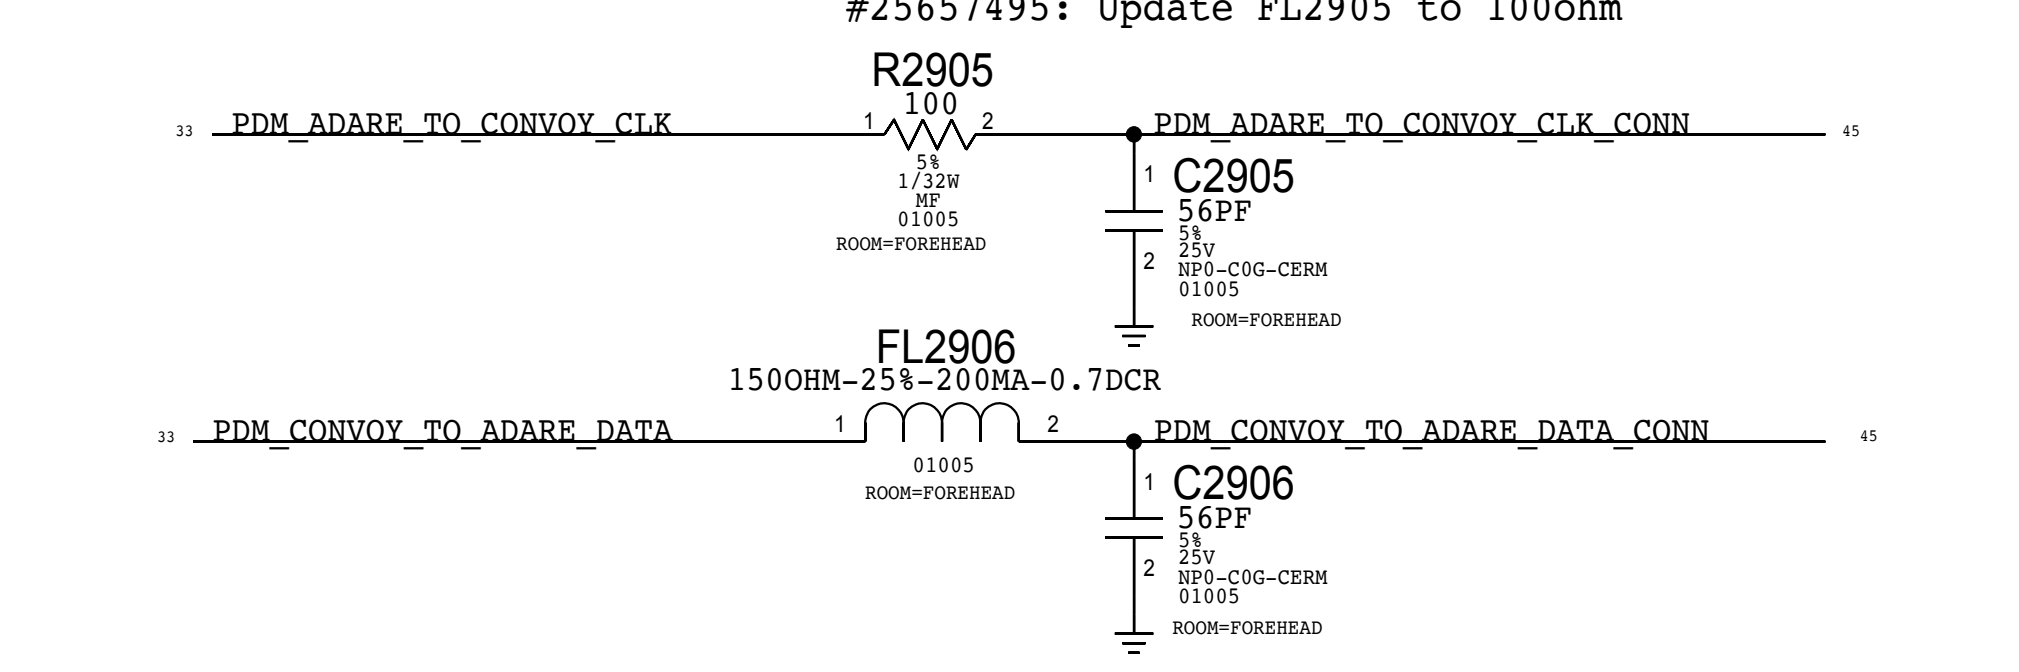 #25657495: Update FL2905 to 100ohm
R2905
100
33 PDM_ADARE_TO_CONVOY_CLK 1 2 PDM_ADARE_TO_CONVOY_CLK_CONN 45
5%
1/32W
MF
01005
ROOM=FOREHEAD
1 C2905
56PF
5%
25V
2 NP0-C0G-CERM
01005
ROOM=FOREHEAD
FL2906
150OHM-25%-200MA-0.7DCR
33 PDM_CONVOY_TO_ADARE_DATA 1 2 PDM_CONVOY_TO_ADARE_DATA_CONN 45
01005
ROOM=FOREHEAD
1 C2906
56PF
5%
25V
2 NP0-C0G-CERM
01005
ROOM=FOREHEAD